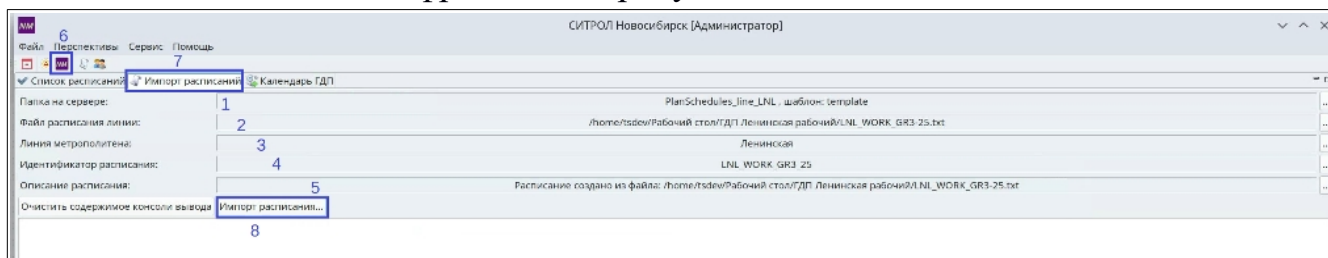 NM СИТРОЛ Новосибирск [Администратор]
6
Файл Перспективы Сервис Помощь
NM 7
Список расписаний Импорт расписаний Календарь ГДП
Папка на сервере: 1 PlanSchedules_line_LNL , шаблон: template ...
Файл расписания линии: 2 /home/tsdev/Рабочий стол/ГДП Ленинская рабочий/LNL_WORK_GR3-25.txt ...
Линия метрополитена: 3 Ленинская ...
Идентификатор расписания: 4 LNL_WORK_GR3_25 ...
Описание расписания: 5 Расписание создано из файла: /home/tsdev/Рабочий стол/ГДП Ленинская рабочий/LNL_WORK_GR3-25.txt ...
Очистить содержимое консоли вывода Импорт расписания...
8